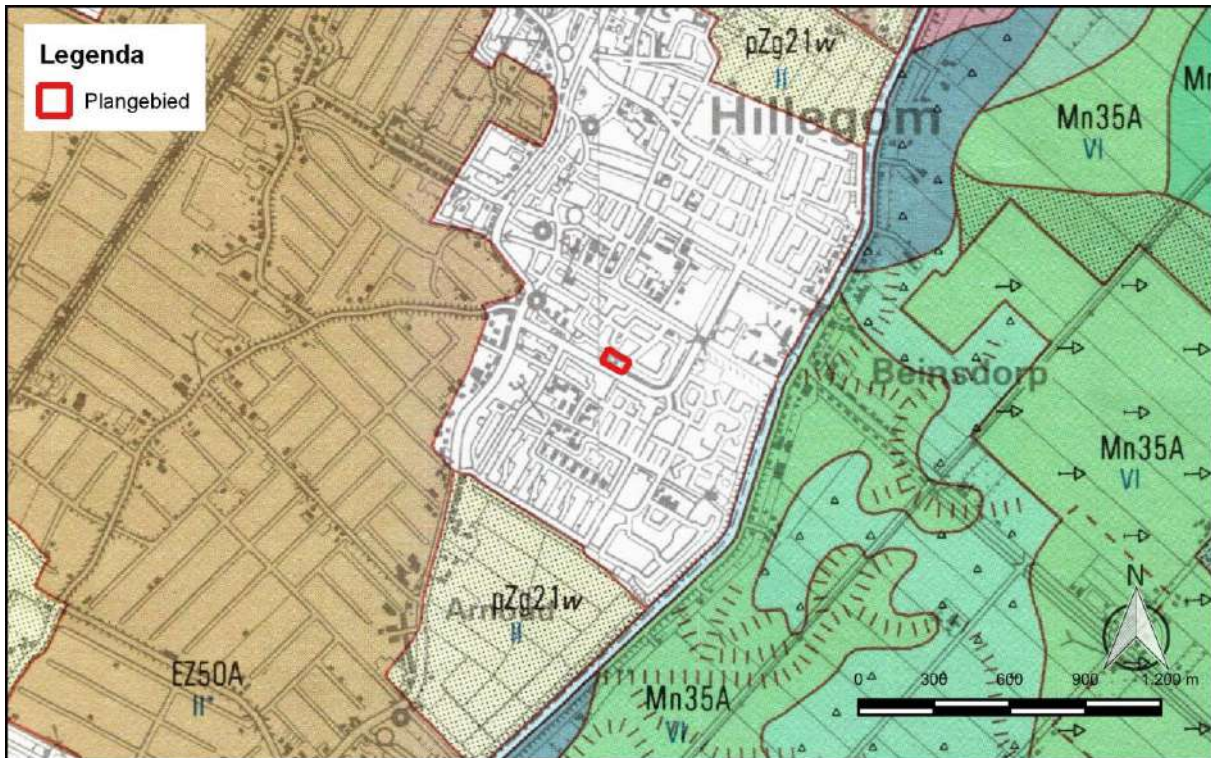 Legenda
Plangebied
pZg21w
II
Hillegom
Mn35A
VI
Mn
Beinsdorp
Mn35A
VI
pZg21w
II
EZ50A
II*
Mn35A
VI
N
0 300 600 900 1.200 m